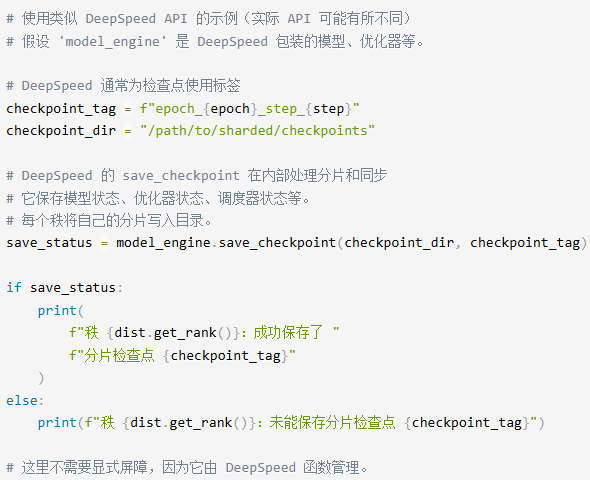 # 使用类似 DeepSpeed API 的示例（实际 API 可能有所不同）
# 假设 'model_engine' 是 DeepSpeed 包装的模型、优化器等。
# DeepSpeed 通常为检查点使用标签
checkpoint_tag = f"epoch_{epoch}_step_{step}"
checkpoint_dir = "/path/to/sharded/checkpoints"
# DeepSpeed 的 save_checkpoint 在内部处理分片和同步
# 它保存模型状态、优化器状态、调度器状态等。
# 每个秩将自己的分片写入目录。
save_status = model_engine.save_checkpoint(checkpoint_dir, checkpoint_tag)
if save_status:
    print(
        f"秩 {dist.get_rank()}：成功保存了 "
        f"分片检查点 {checkpoint_tag}"
    )
else:
    print(f"秩 {dist.get_rank()}：未能保存分片检查点 {checkpoint_tag}")
# 这里不需要显式屏障，因为它由 DeepSpeed 函数管理。